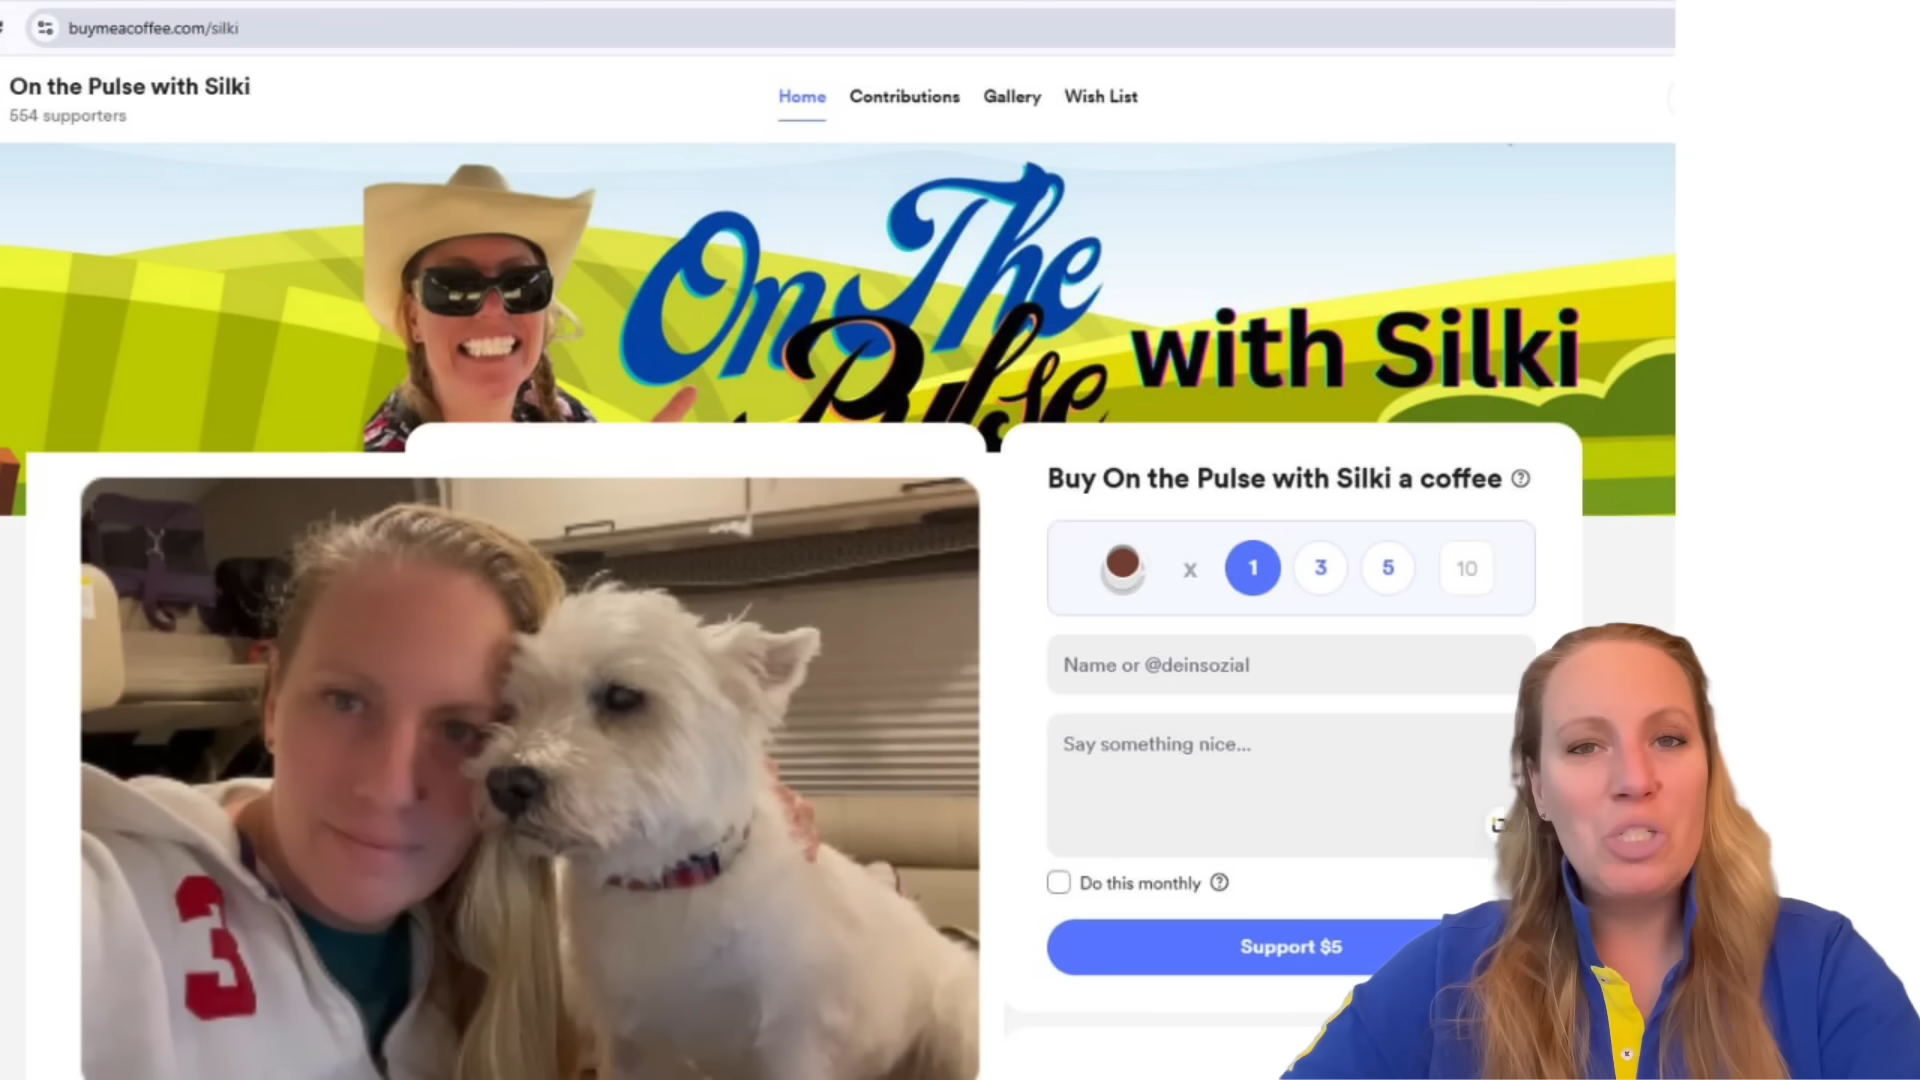 buymeacoffee.com/silki
On the Pulse with Silki
554 supporters
Home Contributions Gallery Wish List
On The
Pulse with Silki
Buy On the Pulse with Silki a coffee ?
x 1 3 5 10
Name or @deinsozial
Say something nice...
Do this monthly ?
Support $5
3